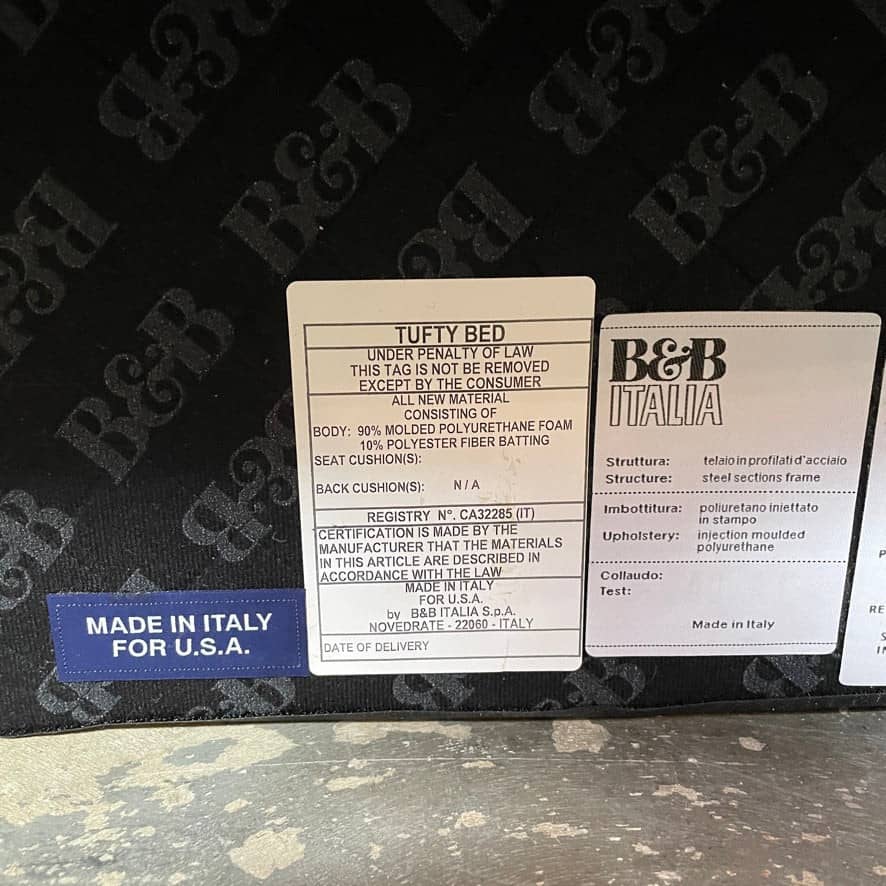 B&B
B&B
B&B
B&B
B&B
B&B
MADE IN ITALY
FOR U.S.A.
TUFTY BED
UNDER PENALTY OF LAW
THIS TAG IS NOT BE REMOVED
EXCEPT BY THE CONSUMER
ALL NEW MATERIAL
CONSISTING OF
BODY: 90% MOLDED POLYURETHANE FOAM
10% POLYESTER FIBER BATTING
SEAT CUSHION(S):
BACK CUSHION(S): N / A
REGISTRY N°. CA32285 (IT)
CERTIFICATION IS MADE BY THE
MANUFACTURER THAT THE MATERIALS
IN THIS ARTICLE ARE DESCRIBED IN
ACCORDANCE WITH THE LAW
MADE IN ITALY
FOR U.S.A.
by B&B ITALIA S.p.A.
NOVEDRATE - 22060 - ITALY
DATE OF DELIVERY
B&B
ITALIA
Struttura: telaio in profilati d'acciaio
Structure: steel sections frame
Imbottitura: poliuretano iniettato
in stampo
Upholstery: injection moulded
polyurethane
Collaudo:
Test:
Made in Italy